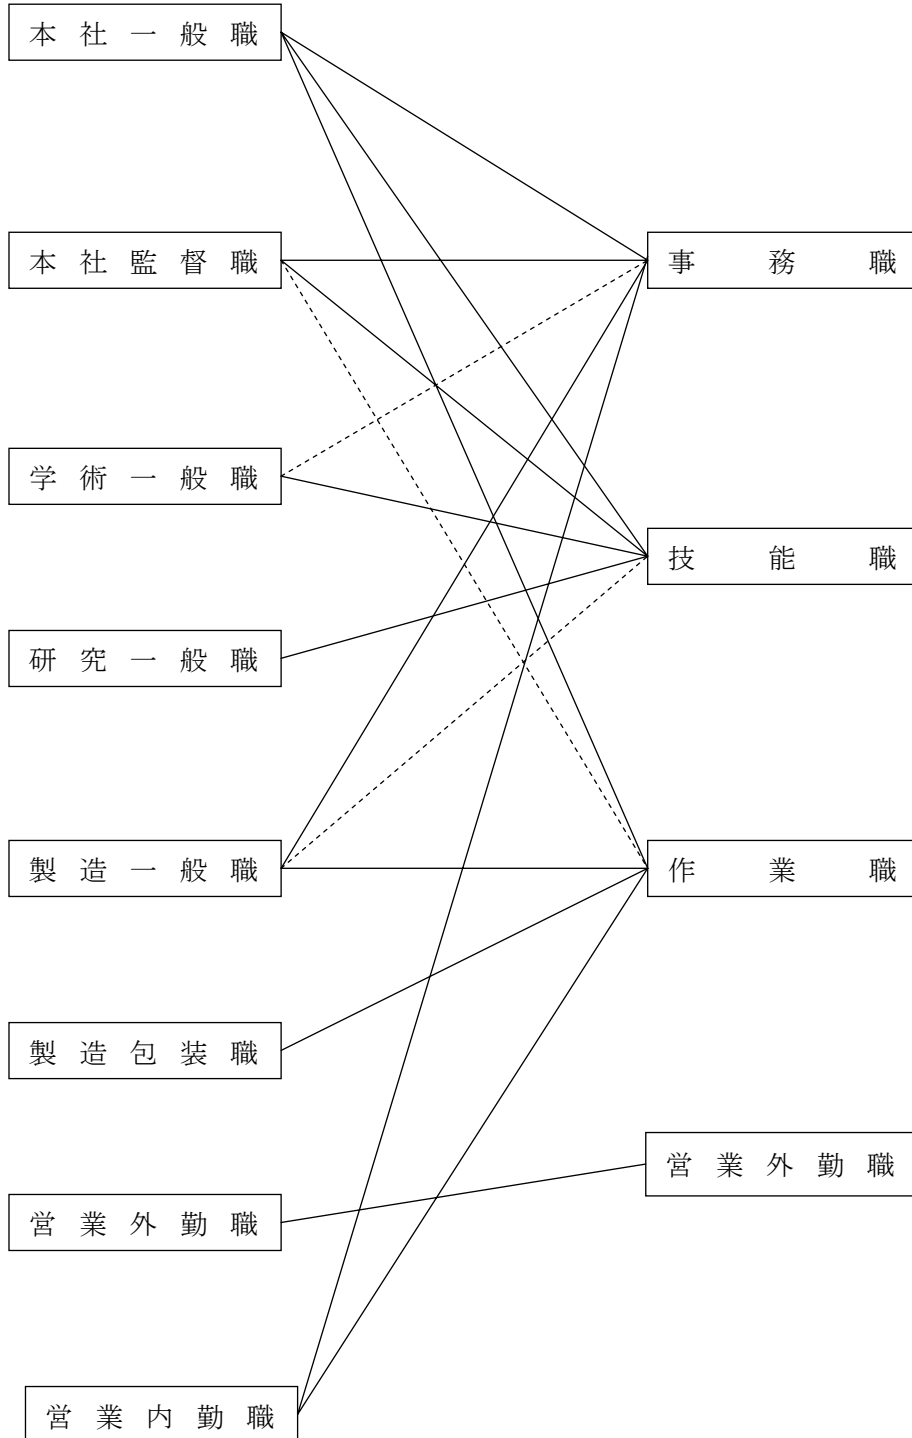 本社一般職
本社監督職
学術一般職
研究一般職
製造一般職
製造包装職
営業外勤職
営業内勤職
事務職
技能職
作業職
営業外勤職